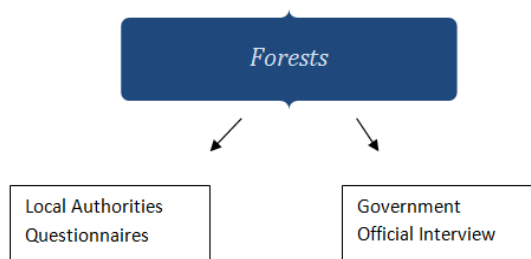 Forests
Local Authorities
Questionnaires
Government
Official Interview